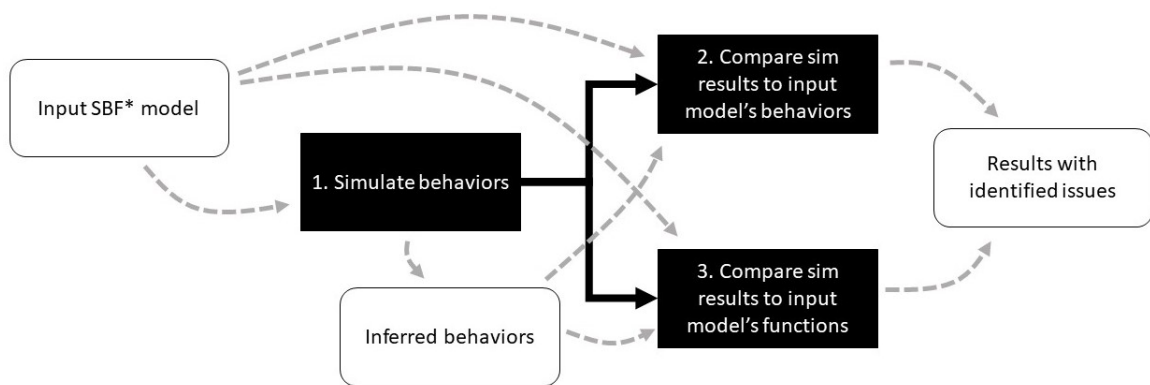 Input SBF* model
1. Simulate behaviors
Inferred behaviors
2. Compare sim
results to input
model's behaviors
3. Compare sim
results to input
model's functions
Results with
identified issues